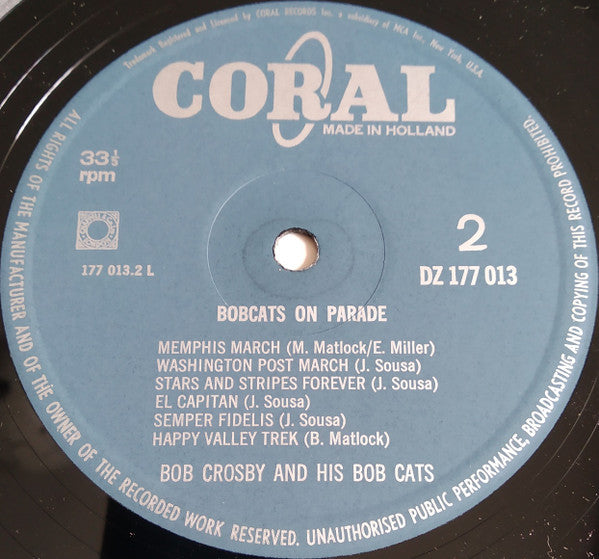 Trademark Registered and Licenced by CORAL RECORDS Inc. a subsidiary of MCA Inc. New York, U.S.A.
CORAL
MADE IN HOLLAND
33⅓
rpm
2
177 013.2 L
DZ 177 013
BOBCATS ON PARADE
MEMPHIS MARCH (M. Matlock/E. Miller)
WASHINGTON POST MARCH (J. Sousa)
STARS AND STRIPES FOREVER (J. Sousa)
EL CAPITAN (J. Sousa)
SEMPER FIDELIS (J. Sousa)
HAPPY VALLEY TREK (B. Matlock)
BOB CROSBY AND HIS BOB CATS
ALL RIGHTS OF THE MANUFACTURER AND OF THE OWNER OF THE RECORDED WORK RESERVED. UNAUTHORISED PUBLIC PERFORMANCE, BROADCASTING AND COPYING OF THIS RECORD PROHIBITED.